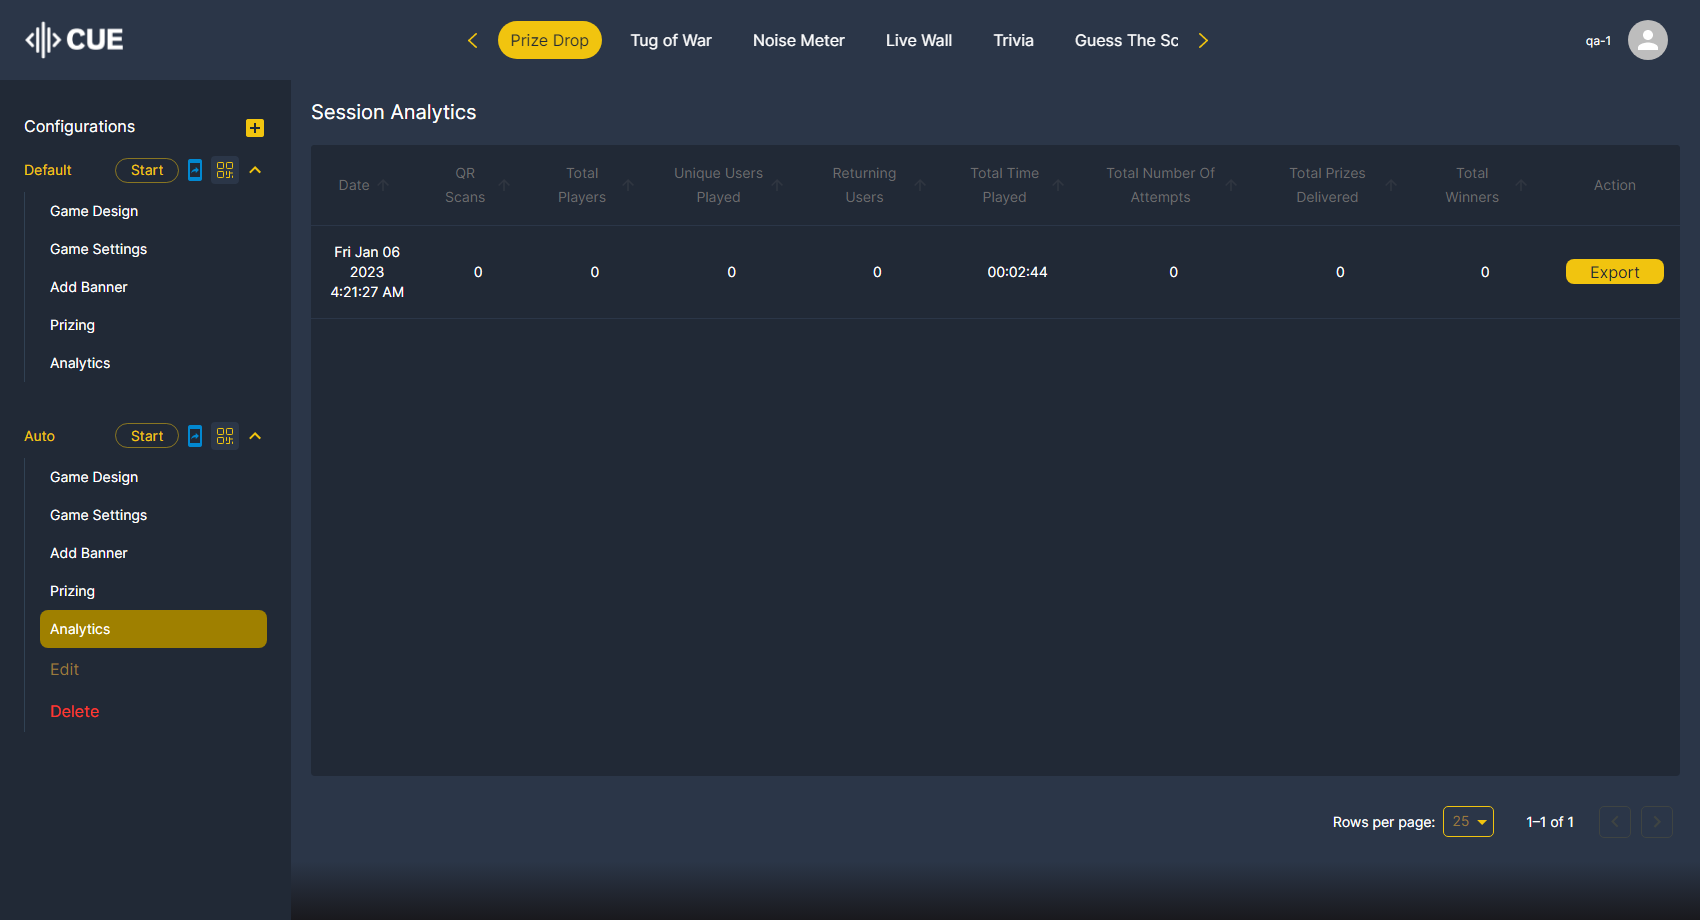 CUE
Prize Drop
Tug of War
Noise Meter
Live Wall
Trivia
Guess The Sc
qa-1
Configurations
Default
Start
Game Design
Game Settings
Add Banner
Prizing
Analytics
Auto
Start
Game Design
Game Settings
Add Banner
Prizing
Analytics
Edit
Delete
Session Analytics
Date
QR
Scans
Total
Players
Unique Users
Played
Returning
Users
Total Time
Played
Total Number Of
Attempts
Total Prizes
Delivered
Total
Winners
Action
Fri Jan 06
2023
4:21:27 AM
0
0
0
0
00:02:44
0
0
0
Export
Rows per page:
25
1–1 of 1